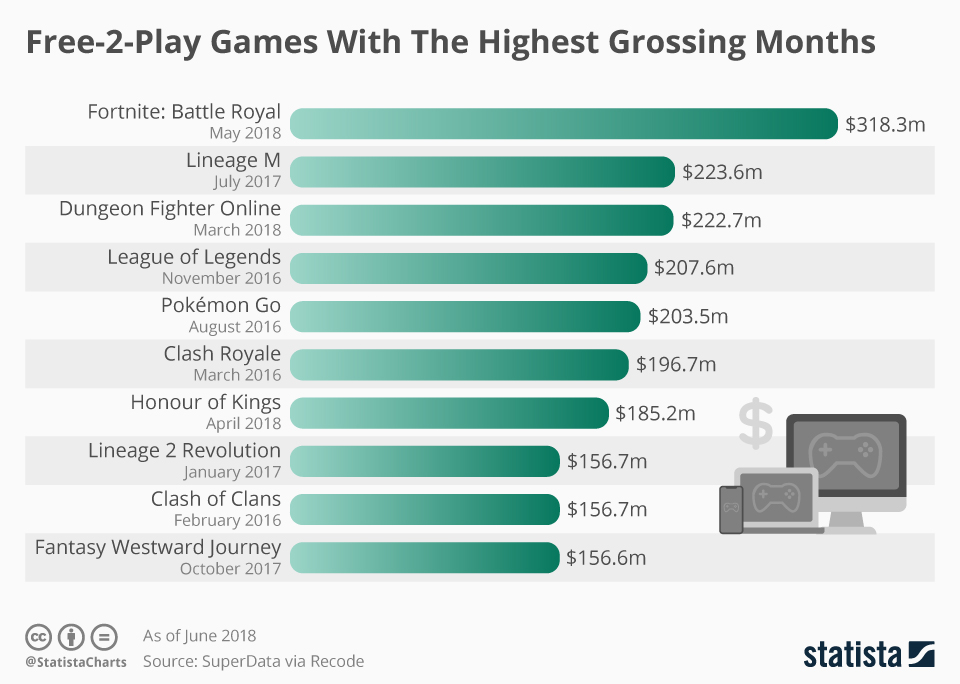 Free-2-Play Games With The Highest Grossing Months
Fortnite: Battle Royal
May 2018
$318.3m
Lineage M
July 2017
$223.6m
Dungeon Fighter Online
March 2018
$222.7m
League of Legends
November 2016
$207.6m
Pokémon Go
August 2016
$203.5m
Clash Royale
March 2016
$196.7m
Honour of Kings
April 2018
$185.2m
$
Lineage 2 Revolution
January 2017
$156.7m
Clash of Clans
February 2016
$156.7m
Fantasy Westward Journey
October 2017
$156.6m
cc
=
@StatistaCharts
As of June 2018
Source: SuperData via Recode
statista